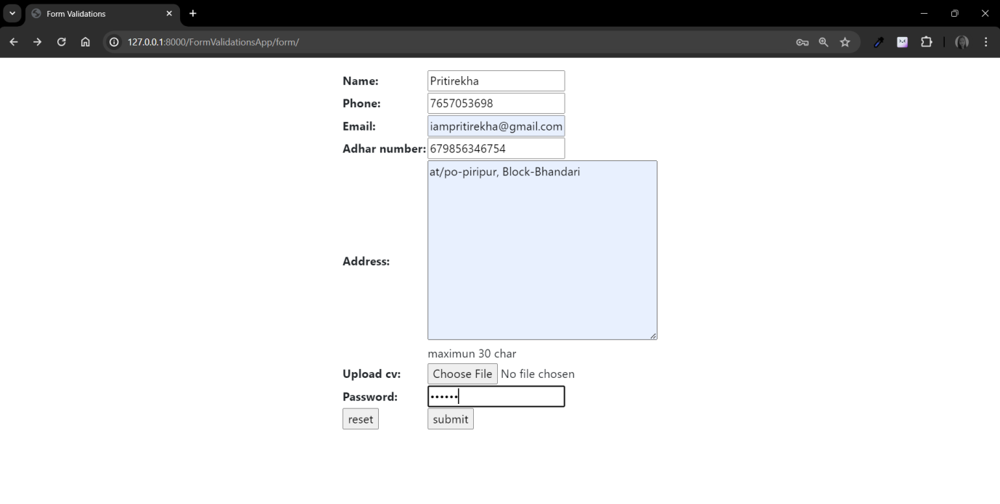 Form Validations
127.0.0.1:8000/FormValidationsApp/form/
Name: Pritirekha
Phone: 7657053698
Email: iampritirekha@gmail.com
Adhar number: 679856346754
at/po-piripur, Block-Bhandari
Address:
maximun 30 char
Upload cv: Choose File No file chosen
Password: ••••••
reset submit